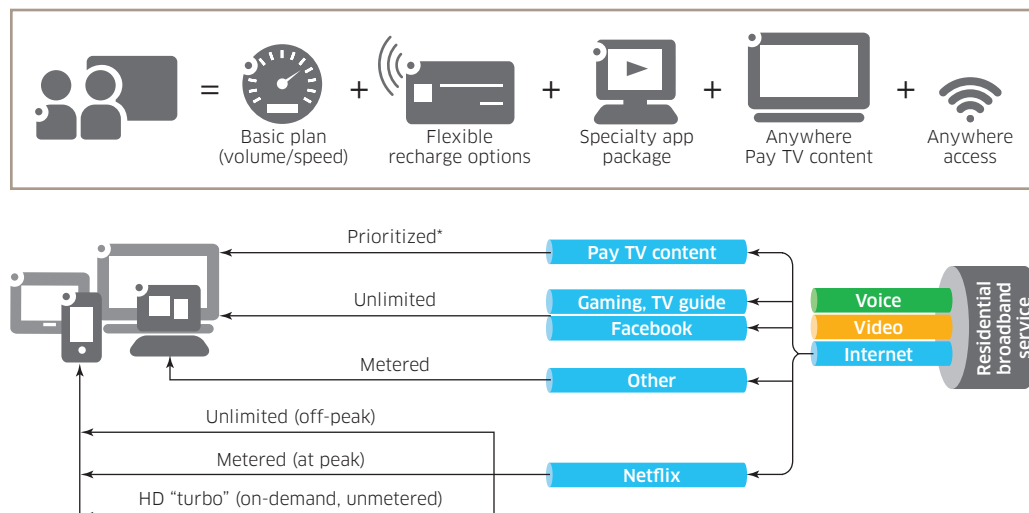 =
+
+
+
+
Basic plan
(volume/speed)
Flexible
recharge options
Specialty app
package
Anywhere
Pay TV content
Anywhere
access
Prioritized*
Pay TV content
Unlimited
Gaming, TV guide
Facebook
Metered
Other
Unlimited (off-peak)
Metered (at peak)
Netflix
HD “turbo” (on-demand, unmetered)
Voice
Video
Internet
Residential
broadband
service